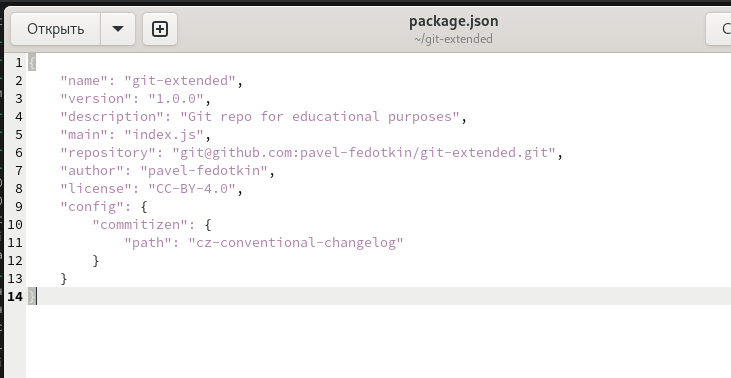 package.json
Открыть
~/git-extended
С
1 {
2 "name": "git-extended",
3 "version": "1.0.0",
4 "description": "Git repo for educational purposes",
5 "main": "index.js",
6 "repository": "git@github.com:pavel-fedotkin/git-extended.git",
7 "author": "pavel-fedotkin",
8 "license": "CC-BY-4.0",
9 "config": {
10 "commitizen": {
11 "path": "cz-conventional-changelog"
12 }
13 }
14 }